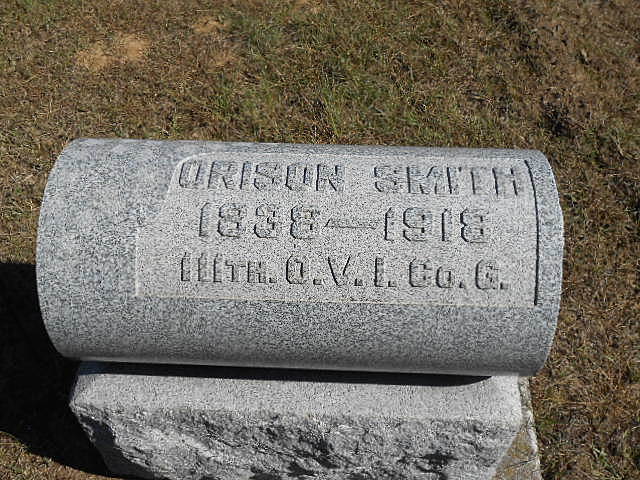 ORISON SMITH
1838-1918
111TH. O.V.I. CO. G.